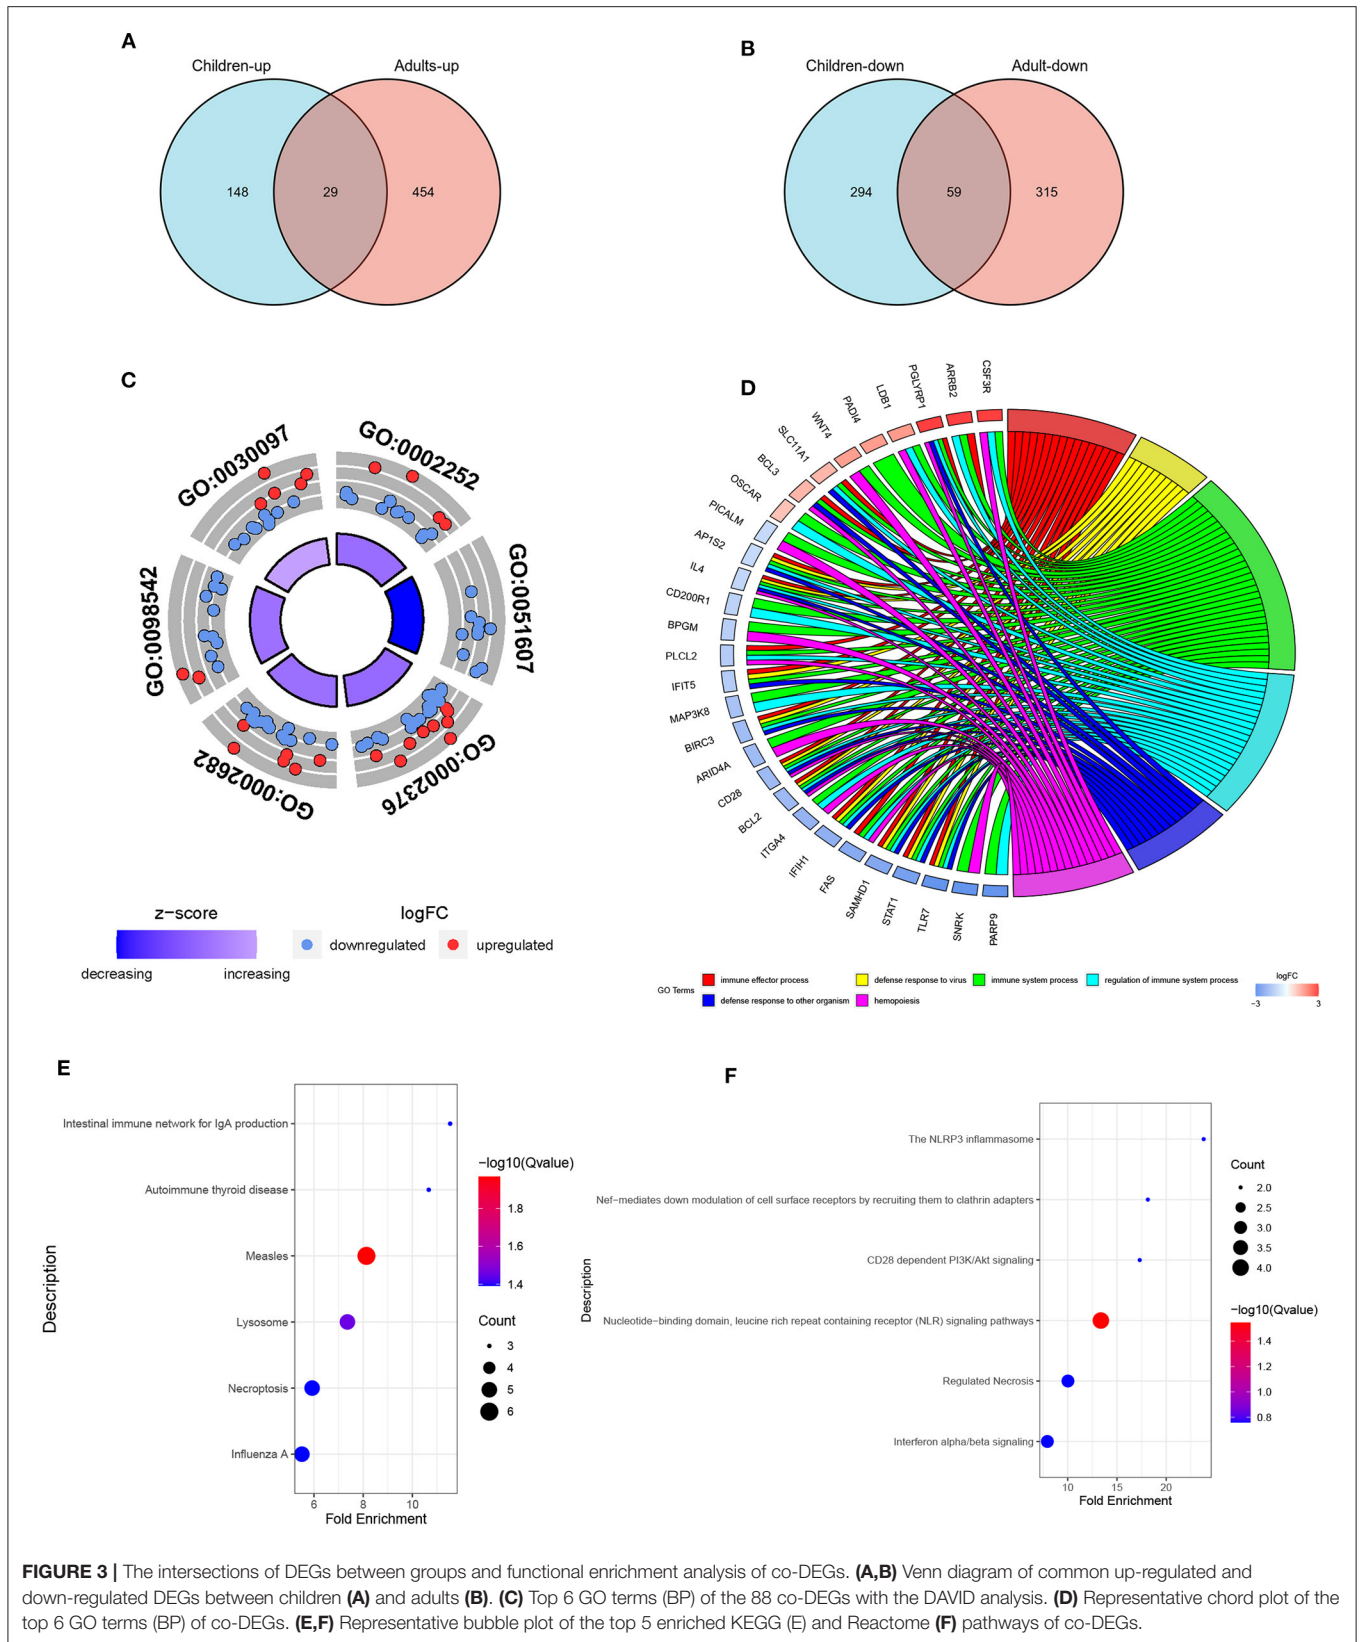 A
Children-up
Adults-up
148
29
454
B
Children-down
Adult-down
294
59
315
C
GO:0030097
GO:0002252
GO:0098542
GO:0051607
GO:0002682
GO:0002376
z-score
decreasing
increasing
logFC
downregulated
upregulated
D
CSF3R
ARRB2
PGLYRP1
LDB1
PADI4
WNT4
SLC11A1
BCL3
OSCAR
PICALM
AP1S2
IL4
CD200R1
BPGM
PLCL2
IFIT5
MAP3K8
BIRC3
ARID4A
CD28
BCL2
ITGA4
IFIH1
FAS
SAMHD1
STAT1
TLR7
SNRK
PARP9
GO Terms
immune effector process
defense response to virus
immune system process
regulation of immune system process
defense response to other organism
hemopoiesis
logFC
-3
3
E
Description
Intestinal immune network for IgA production
Autoimmune thyroid disease
Measles
Lysosome
Necroptosis
Influenza A
6
8
10
Fold Enrichment
-log10(Qvalue)
1.8
1.6
1.4
Count
3
4
5
6
F
Description
The NLRP3 inflammasome
Nef-mediates down modulation of cell surface receptors by recruiting them to clathrin adapters
CD28 dependent PI3K/Akt signaling
Nucleotide-binding domain, leucine rich repeat containing receptor (NLR) signaling pathways
Regulated Necrosis
Interferon alpha/beta signaling
10
15
20
Fold Enrichment
Count
2.0
2.5
3.0
3.5
4.0
-log10(Qvalue)
1.4
1.2
1.0
0.8
FIGURE 3 | The intersections of DEGs between groups and functional enrichment analysis of co-DEGs. (A,B) Venn diagram of common up-regulated and
down-regulated DEGs between children (A) and adults (B). (C) Top 6 GO terms (BP) of the 88 co-DEGs with the DAVID analysis. (D) Representative chord plot of the
top 6 GO terms (BP) of co-DEGs. (E,F) Representative bubble plot of the top 5 enriched KEGG (E) and Reactome (F) pathways of co-DEGs.